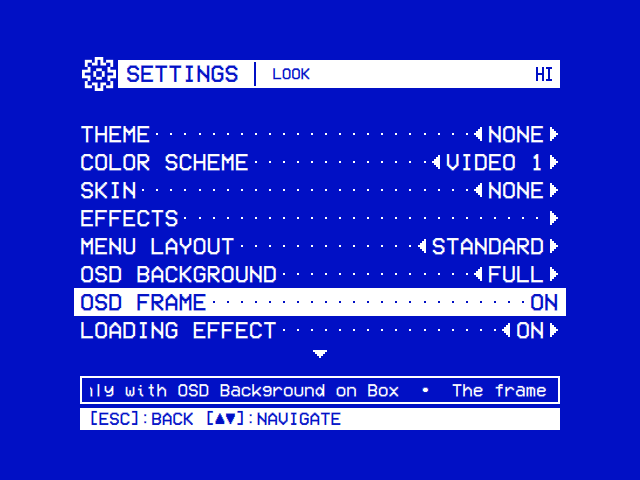 SETTINGS LOOK HI
THEME NONE
COLOR SCHEME VIDEO 1
SKIN NONE
EFFECTS
MENU LAYOUT STANDARD
OSD BACKGROUND FULL
OSD FRAME ON
LOADING EFFECT ON
with OSD Background on Box • The frame
[ESC]:BACK [▲▼]:NAVIGATE